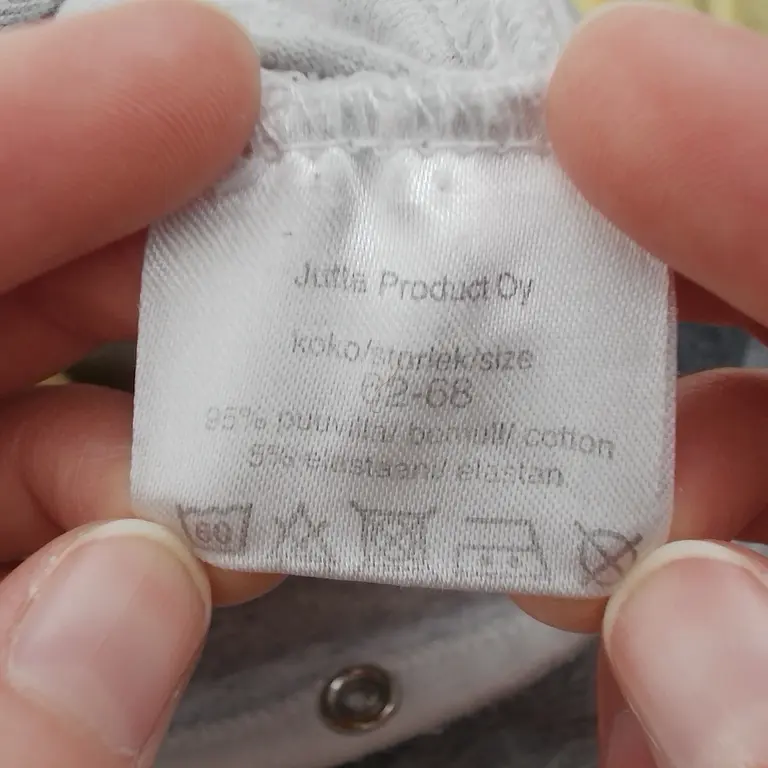 Jutta Product Oy
koko/storlek/size
62-68
95% puuvilla/ bomull/ cotton
5% elastaani/ elastan
60